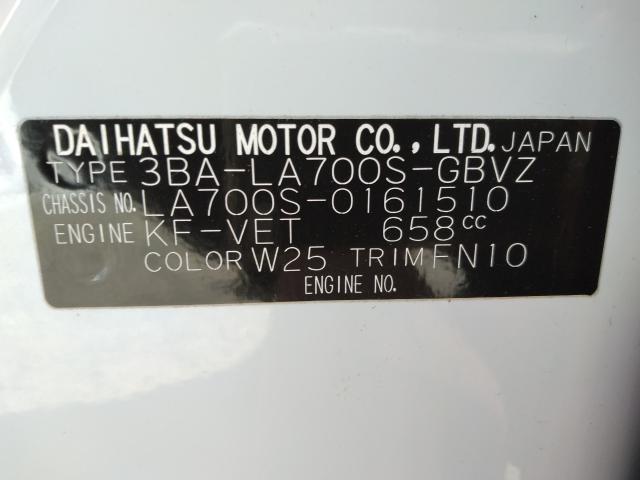 DAIHATSU MOTOR CO., LTD. JAPAN
TYPE 3BA-LA700S-GBVZ
CHASSIS NO. LA700S-0161510
ENGINE KF-VET 658cc
COLOR W25 TRIM FN10
ENGINE NO.